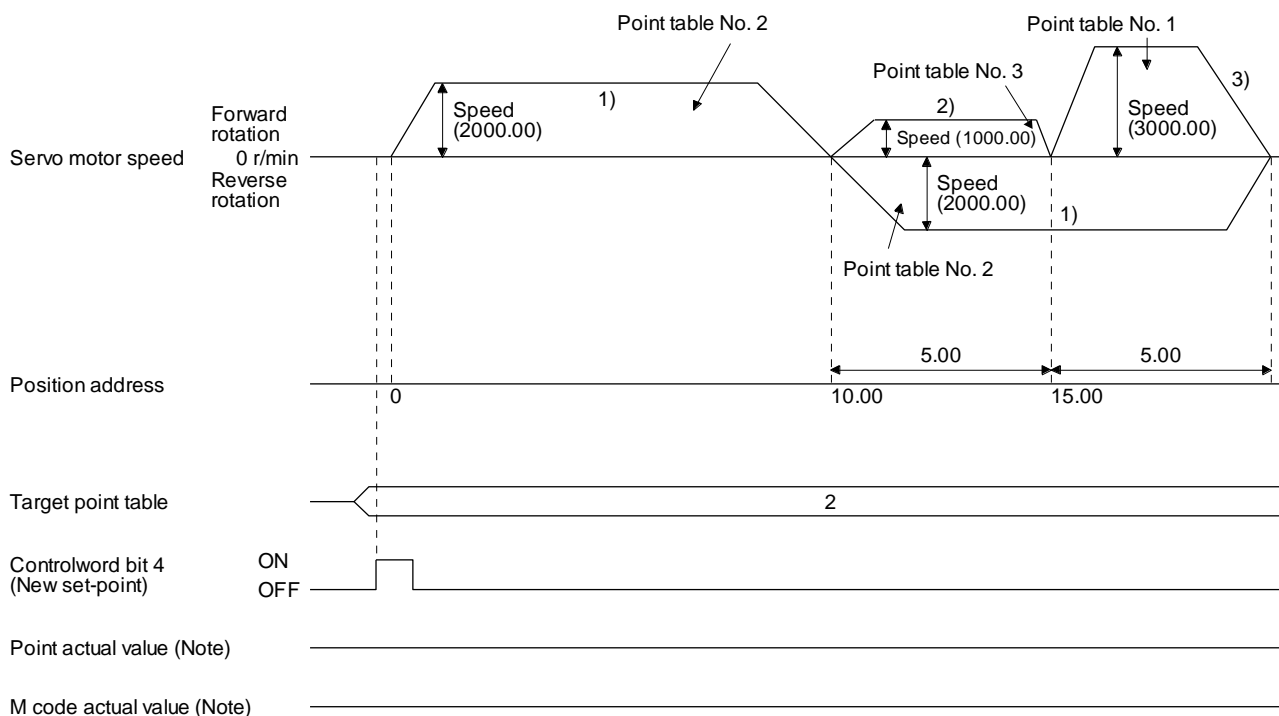 Point table No. 2
Point table No. 1
Point table No. 3
3)
1)
2)
Speed
(2000.00)
Speed
(3000.00)
Forward
rotation
Speed (1000.00)
Servo motor speed
0 r/min
Reverse
rotation
Speed
(2000.00)
1)
Point table No. 2
5.00
5.00
Position address
0
10.00
15.00
Target point table
2
Controlword bit 4
(New set-point)
ON
OFF
Point actual value (Note)
M code actual value (Note)